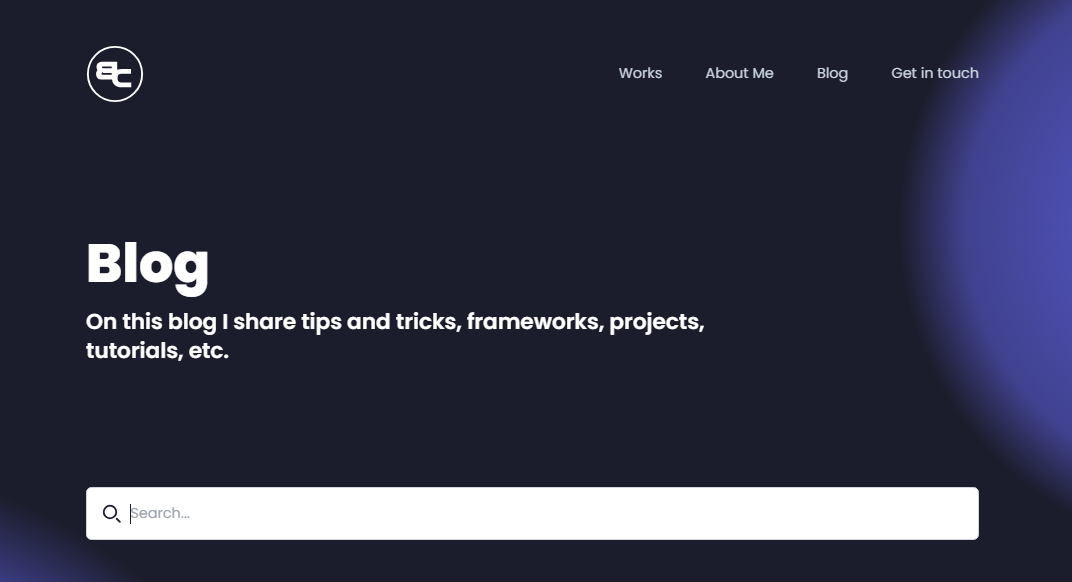 Works About Me Blog Get in touch
Blog
On this blog I share tips and tricks, frameworks, projects,
tutorials, etc.
Search...